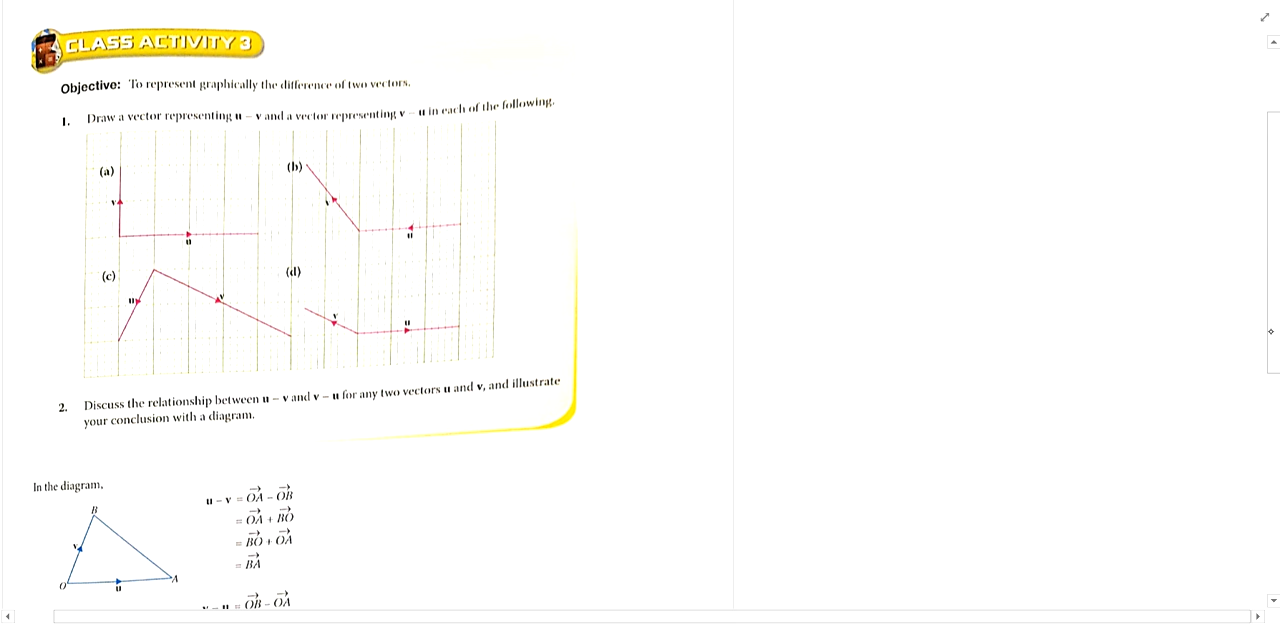 CLASS ACTIVITY 3
Objective: To represent graphically the difference of two vectors.
1. Draw a vector representing u – v and a vector representing v – u in each of the following.
(a)
(b)
v
v
u
u
(c)
(d)
u
v
v
u
2. Discuss the relationship between u – v and v – u for any two vectors u and v, and illustrate
your conclusion with a diagram.
In the diagram,
B
v
O
u
A
u – v = OA⃗ – OB⃗
= OA⃗ + BO⃗
= BO⃗ + OA⃗
= BA⃗
v – u = OB⃗ – OA⃗